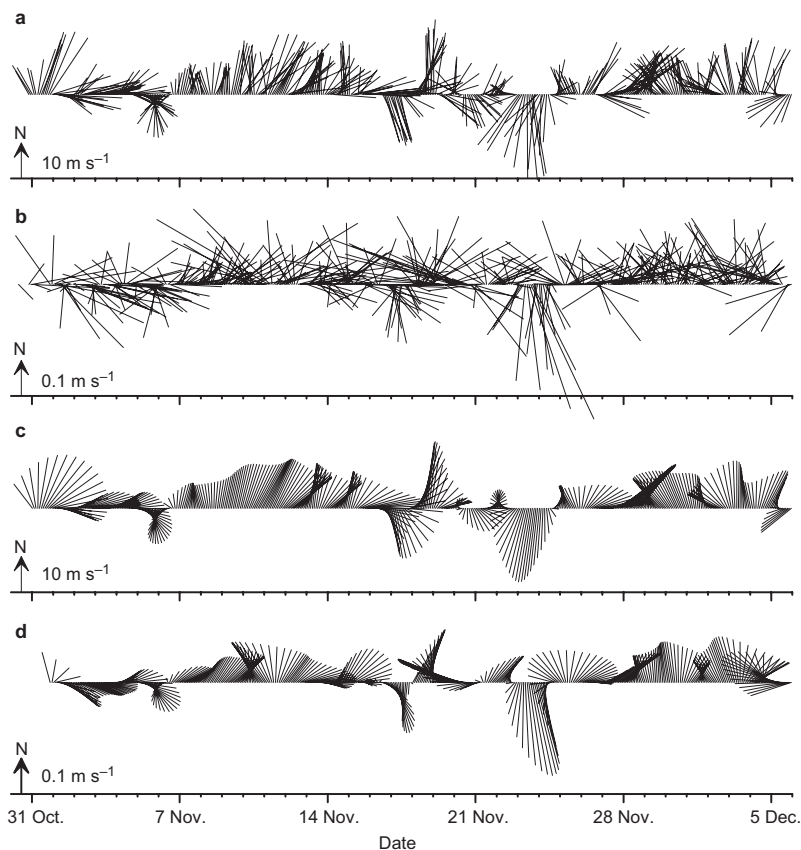 a
N
10 m s⁻¹
b
N
0.1 m s⁻¹
c
N
10 m s⁻¹
d
N
0.1 m s⁻¹
31 Oct. 7 Nov. 14 Nov. 21 Nov. 28 Nov. 5 Dec.
Date